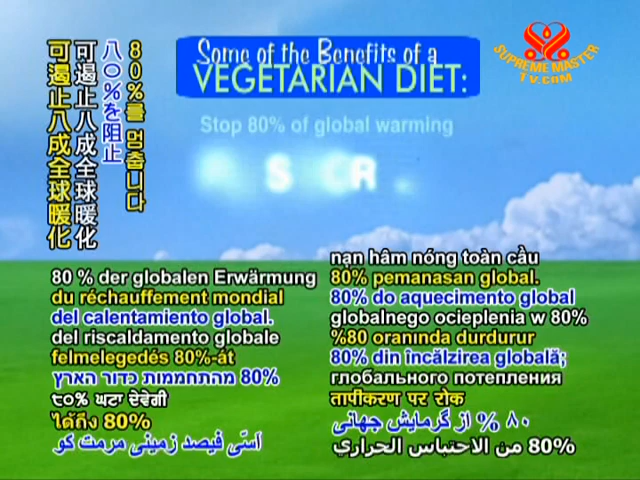 Some of the Benefits of a
VEGETARIAN DIET:
SUPREME MASTER
TV.COM
Stop 80% of global warming
可遏止八成全球暖化
可遏止八成全球暖化
八〇%を阻止
80%를 멈춥니다
80 % der globalen Erwärmung
du réchauffement mondial
del calentamiento global.
del riscaldamento globale
felmelegedés 80%-át
80% מהתחממות כדור הארץ
੮੦% ਘਟਾ ਦੇਵੇਗੀ
ได้ถึง 80%
اَسّی فیصد زمینی مرمت کو
nạn hâm nóng toàn cầu
80% pemanasan global.
80% do aquecimento global
globalnego ocieplenia w 80%
%80 oranında durdurur
80% din încălzirea globală;
глобального потепления
तापीकरण पर रोक
۸۰ % از گرمایش جهانی
80% من الاحتباس الحراري